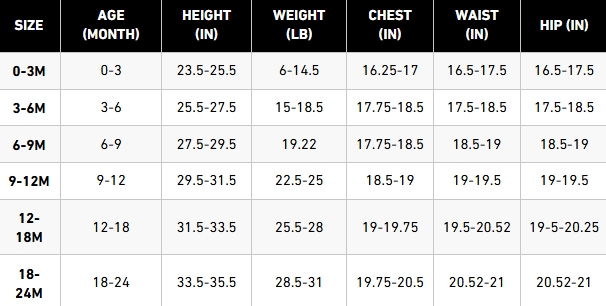 SIZE AGE (MONTH) HEIGHT (IN) WEIGHT (LB) CHEST (IN) WAIST (IN) HIP (IN)
0-3M 0-3 23.5-25.5 6-14.5 16.25-17 16.5-17.5 16.5-17.5
3-6M 3-6 25.5-27.5 15-18.5 17.75-18.5 17.5-18.5 17.5-18.5
6-9M 6-9 27.5-29.5 19.22 17.75-18.5 18.5-19 18.5-19
9-12M 9-12 29.5-31.5 22.5-25 18.5-19 19-19.5 19-19.5
12-18M 12-18 31.5-33.5 25.5-28 19-19.75 19.5-20.52 19-5-20.25
18-24M 18-24 33.5-35.5 28.5-31 19.75-20.5 20.52-21 20.5-21